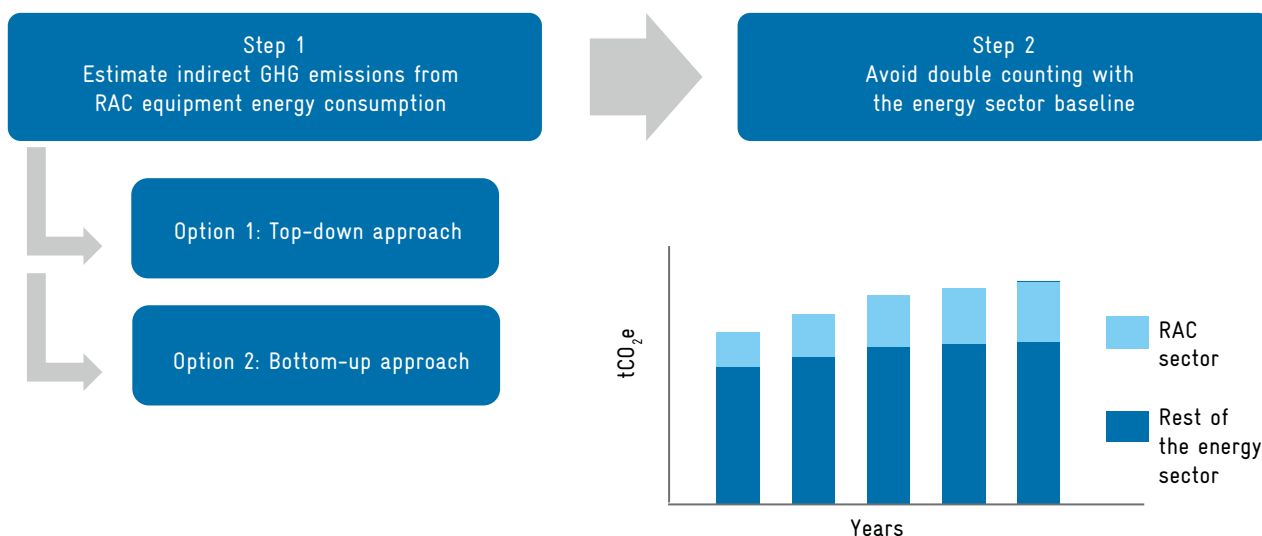 Step 1
Estimate indirect GHG emissions from
RAC equipment energy consumption
Step 2
Avoid double counting with
the energy sector baseline
Option 1: Top-down approach
Option 2: Bottom-up approach
tCO₂e
Years
RAC
sector
Rest of
the energy
sector